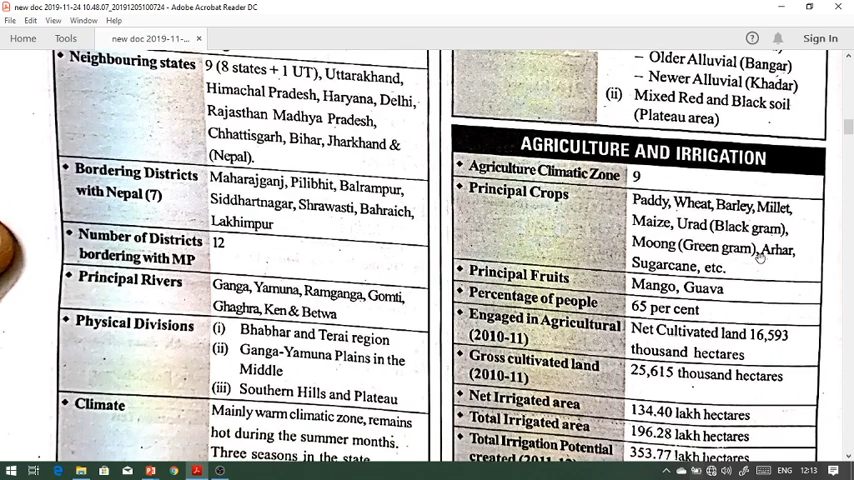 new doc 2019-11-24 10.48.07_20191205100724 - Adobe Acrobat Reader DC
File Edit View Window Help
Home Tools new doc 2019-11-... × Sign In
Neighbouring states 9 (8 states + 1 UT), Uttarakhand,
Himachal Pradesh, Haryana, Delhi,
Rajasthan Madhya Pradesh,
Chhattisgarh, Bihar, Jharkhand &
(Nepal).
Bordering Districts Maharajganj, Pilibhit, Balrampur,
with Nepal (7) Siddhartnagar, Shrawasti, Bahraich,
Lakhimpur
Number of Districts 12
bordering with MP
Principal Rivers Ganga, Yamuna, Ramganga, Gomti,
Ghaghra, Ken & Betwa
Physical Divisions (i) Bhabhar and Terai region
(ii) Ganga-Yamuna Plains in the
Middle
(iii) Southern Hills and Plateau
Climate Mainly warm climatic zone, remains
hot during the summer months.
Three seasons in the state
– Older Alluvial (Bangar)
– Newer Alluvial (Khadar)
(ii) Mixed Red and Black soil
(Plateau area)
AGRICULTURE AND IRRIGATION
Agriculture Climatic Zone 9
Principal Crops Paddy, Wheat, Barley, Millet,
Maize, Urad (Black gram),
Moong (Green gram), Arhar,
Sugarcane, etc.
Principal Fruits Mango, Guava
Percentage of people 65 per cent
Engaged in Agricultural Net Cultivated land 16,593
(2010-11) thousand hectares
Gross cultivated land 25,615 thousand hectares
(2010-11)
Net Irrigated area 134.40 lakh hectares
Total Irrigated area 196.28 lakh hectares
Total Irrigation Potential 353.77 lakh hectares
ENG 12:13